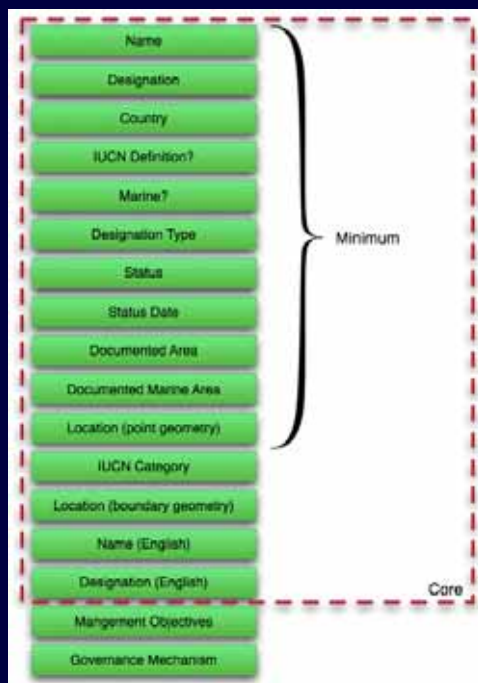 Name
Designation
Country
IUCN Definition?
Marine?
Designation Type
Minimum
Status
Status Date
Documented Area
Documented Marine Area
Location (point geometry)
IUCN Category
Location (boundary geometry)
Name (English)
Designation (English)
Core
Mangement Objectives
Governance Mechanism